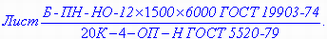 Б - ПН - НО -12×1500×6000 ГОСТ 19903-74
Лист
20К – 4 – ОП – Н ГОСТ 5520-79